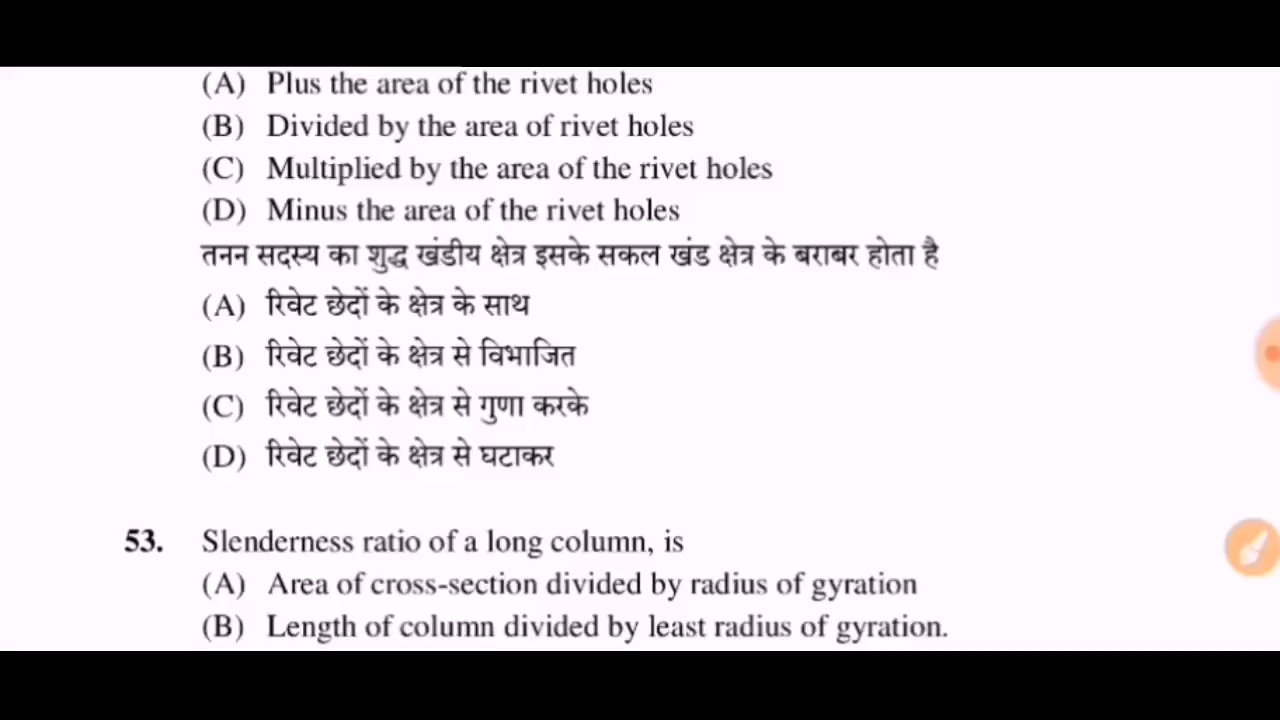 (A) Plus the area of the rivet holes
(B) Divided by the area of rivet holes
(C) Multiplied by the area of the rivet holes
(D) Minus the area of the rivet holes
तनन सदस्य का शुद्ध खंडीय क्षेत्र इसके सकल खंड क्षेत्र के बराबर होता है
(A) रिवेट छेदों के क्षेत्र के साथ
(B) रिवेट छेदों के क्षेत्र से विभाजित
(C) रिवेट छेदों के क्षेत्र से गुणा करके
(D) रिवेट छेदों के क्षेत्र से घटाकर
53. Slenderness ratio of a long column, is
(A) Area of cross-section divided by radius of gyration
(B) Length of column divided by least radius of gyration.